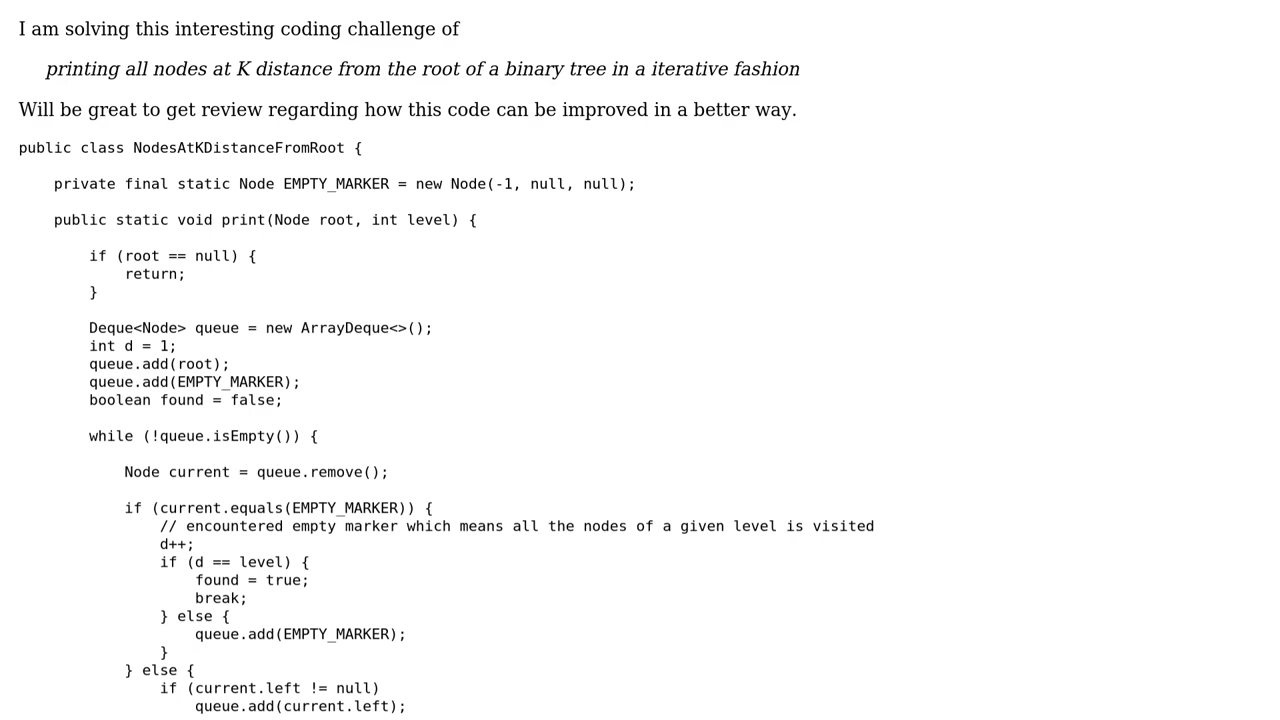 I am solving this interesting coding challenge of
printing all nodes at K distance from the root of a binary tree in a iterative fashion
Will be great to get review regarding how this code can be improved in a better way.
public class NodesAtKDistanceFromRoot {
private final static Node EMPTY_MARKER = new Node(-1, null, null);
public static void print(Node root, int level) {
if (root == null) {
return;
}
Deque<Node> queue = new ArrayDeque<>();
int d = 1;
queue.add(root);
queue.add(EMPTY_MARKER);
boolean found = false;
while (!queue.isEmpty()) {
Node current = queue.remove();
if (current.equals(EMPTY_MARKER)) {
// encountered empty marker which means all the nodes of a given level is visited
d++;
if (d == level) {
found = true;
break;
} else {
queue.add(EMPTY_MARKER);
}
} else {
if (current.left != null)
queue.add(current.left);